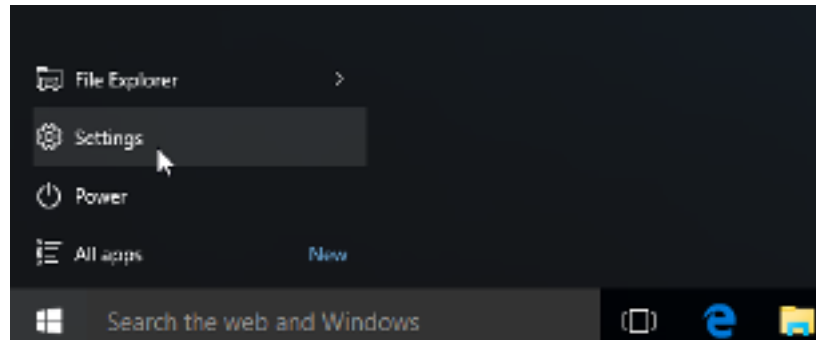 File Explorer
Settings
Power
All apps New
Search the web and Windows